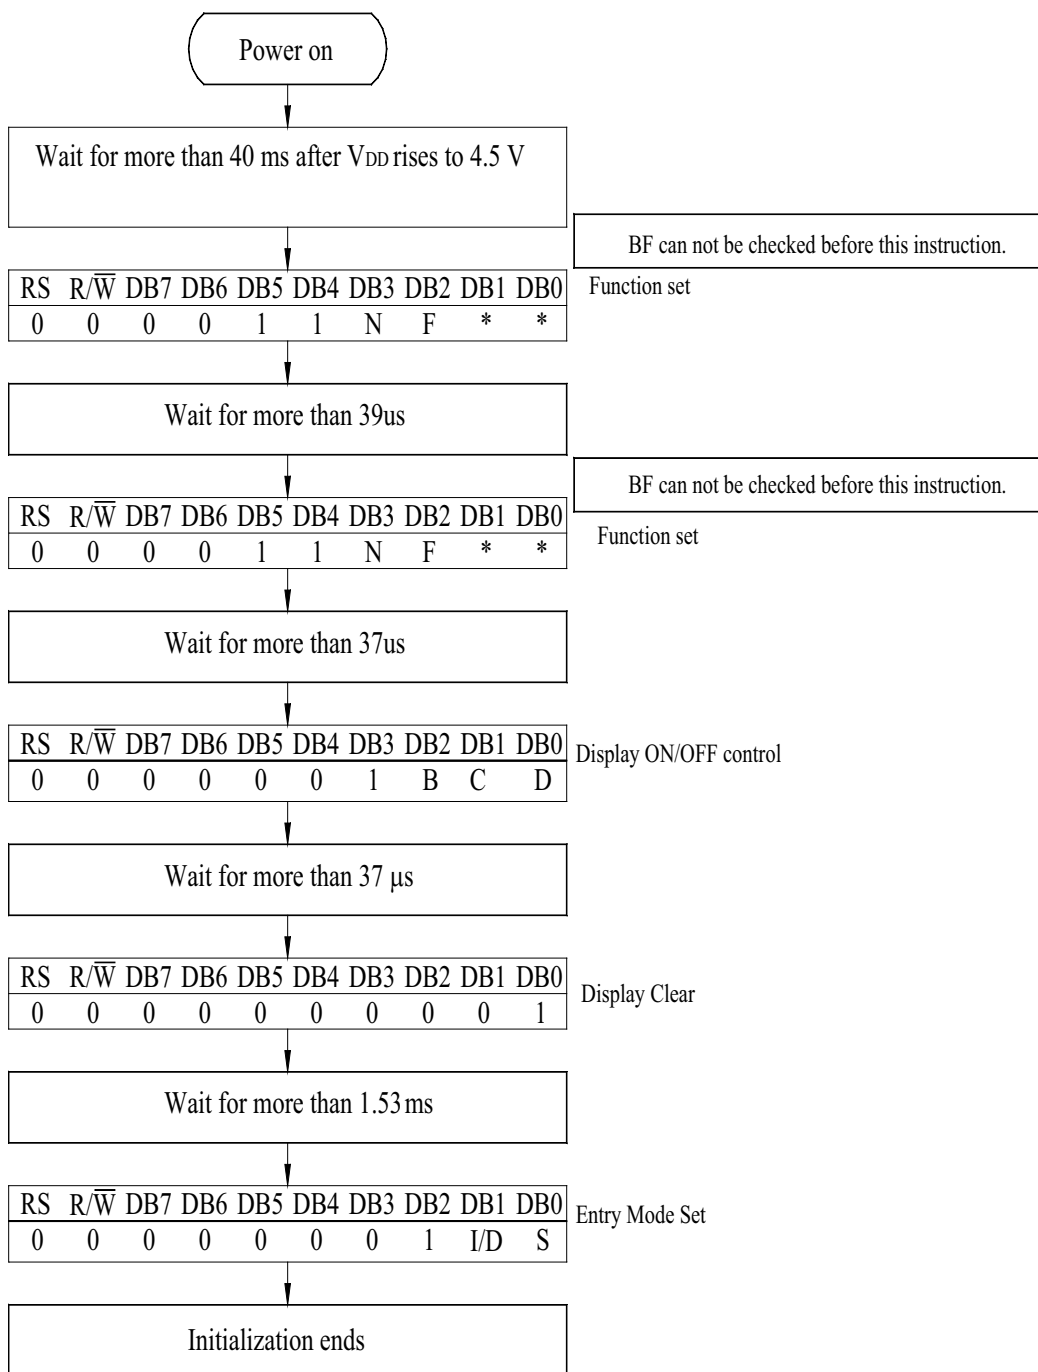 Power on
Wait for more than 40 ms after VDD rises to 4.5 V
BF can not be checked before this instruction.
RS R/W̅ DB7 DB6 DB5 DB4 DB3 DB2 DB1 DB0
Function set
0 0 0 0 1 1 N F * *
Wait for more than 39us
BF can not be checked before this instruction.
RS R/W̅ DB7 DB6 DB5 DB4 DB3 DB2 DB1 DB0
Function set
0 0 0 0 1 1 N F * *
Wait for more than 37us
RS R/W̅ DB7 DB6 DB5 DB4 DB3 DB2 DB1 DB0
Display ON/OFF control
0 0 0 0 0 0 1 B C D
Wait for more than 37 μs
RS R/W̅ DB7 DB6 DB5 DB4 DB3 DB2 DB1 DB0
Display Clear
0 0 0 0 0 0 0 0 0 1
Wait for more than 1.53ms
RS R/W̅ DB7 DB6 DB5 DB4 DB3 DB2 DB1 DB0
Entry Mode Set
0 0 0 0 0 0 0 1 I/D S
Initialization ends